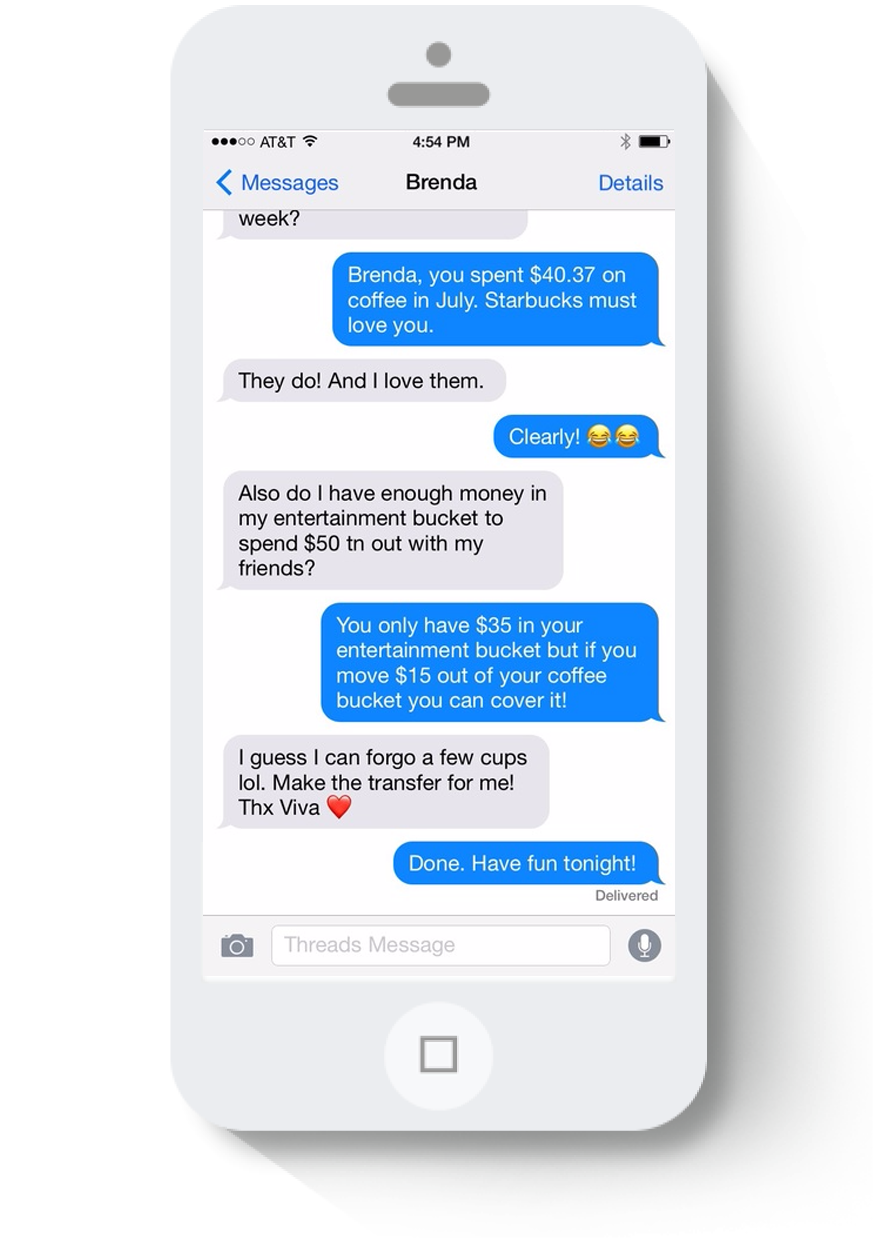 AT&T 4:54 PM
Messages Brenda Details
week?
Brenda, you spent $40.37 on
coffee in July. Starbucks must
love you.
They do! And I love them.
Clearly! 😂😂
Also do I have enough money in
my entertainment bucket to
spend $50 tn out with my
friends?
You only have $35 in your
entertainment bucket but if you
move $15 out of your coffee
bucket you can cover it!
I guess I can forgo a few cups
lol. Make the transfer for me!
Thx Viva ❤️
Done. Have fun tonight!
Delivered
Threads Message